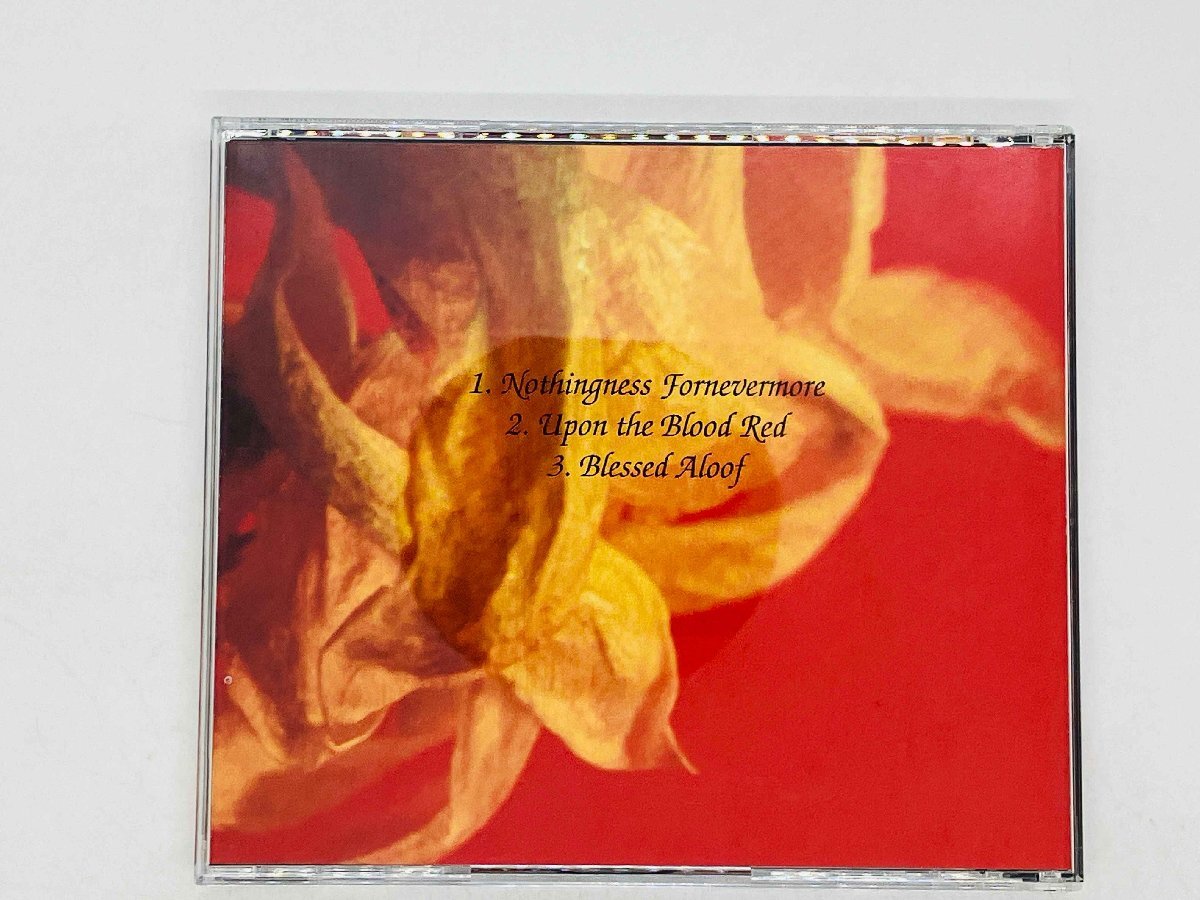 1. Nothingness Fornevermore
2. Upon the Blood Red
3. Blessed Aloof